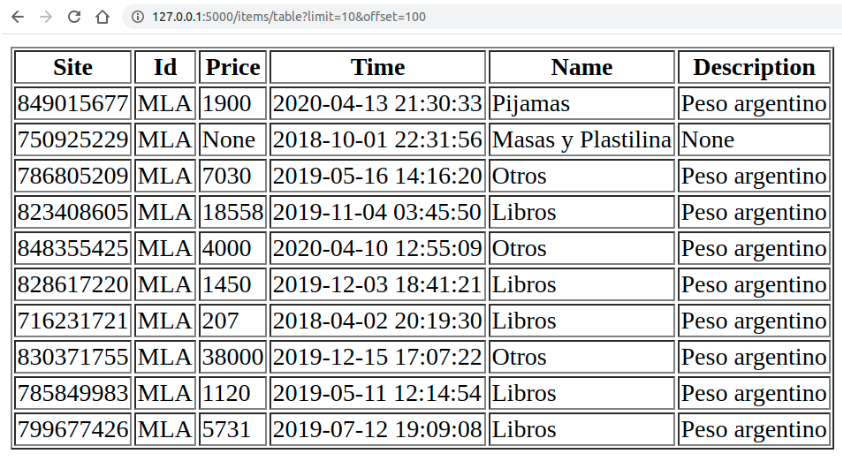 127.0.0.1:5000/items/table?limit=10&offset=100
Site Id Price Time Name Description
849015677 MLA 1900 2020-04-13 21:30:33 Pijamas Peso argentino
750925229 MLA None 2018-10-01 22:31:56 Masas y Plastilina None
786805209 MLA 7030 2019-05-16 14:16:20 Otros Peso argentino
823408605 MLA 18558 2019-11-04 03:45:50 Libros Peso argentino
848355425 MLA 4000 2020-04-10 12:55:09 Otros Peso argentino
828617220 MLA 1450 2019-12-03 18:41:21 Libros Peso argentino
716231721 MLA 207 2018-04-02 20:19:30 Libros Peso argentino
830371755 MLA 38000 2019-12-15 17:07:22 Otros Peso argentino
785849983 MLA 1120 2019-05-11 12:14:54 Libros Peso argentino
799677426 MLA 5731 2019-07-12 19:09:08 Libros Peso argentino